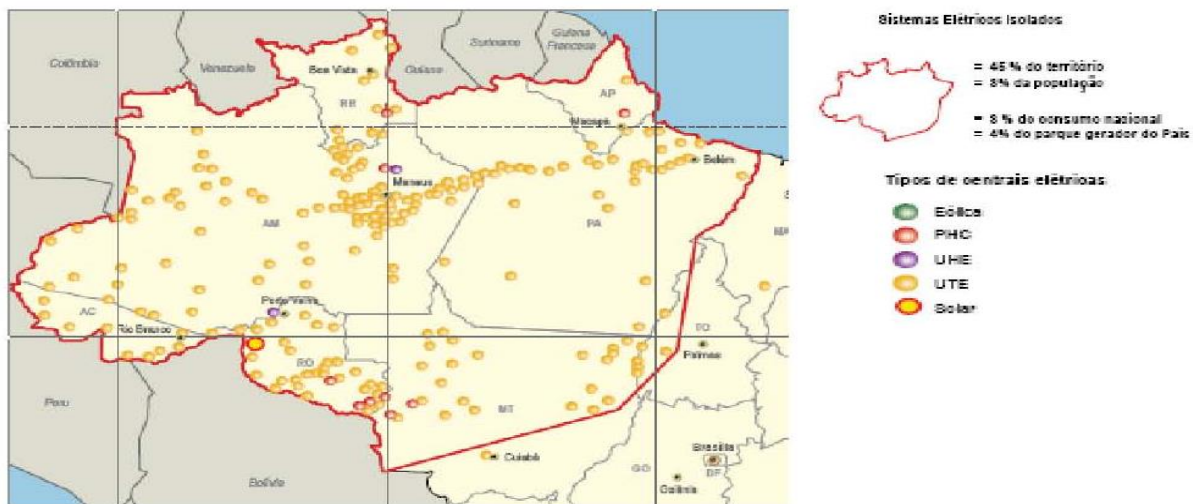 Colômbia
Venezuela
Guiana
Suriname
Guiana
Francesa
Boa Vista
RR
AP
Macapá
Belém
Manaus
AM
PA
MA
AC
Rio Branco
Porto Velho
RO
TO
Palmas
Peru
MT
Cuiabá
Bolívia
GO
Brasília
DF
Goiânia
Sistemas Elétricos Isolados
= 45 % do território
= 3% da população
= 3 % do consumo nacional
= 4% do parque gerador do País
Tipos de centrais elétricas
Eólica
PHC
UHE
UTE
Solar